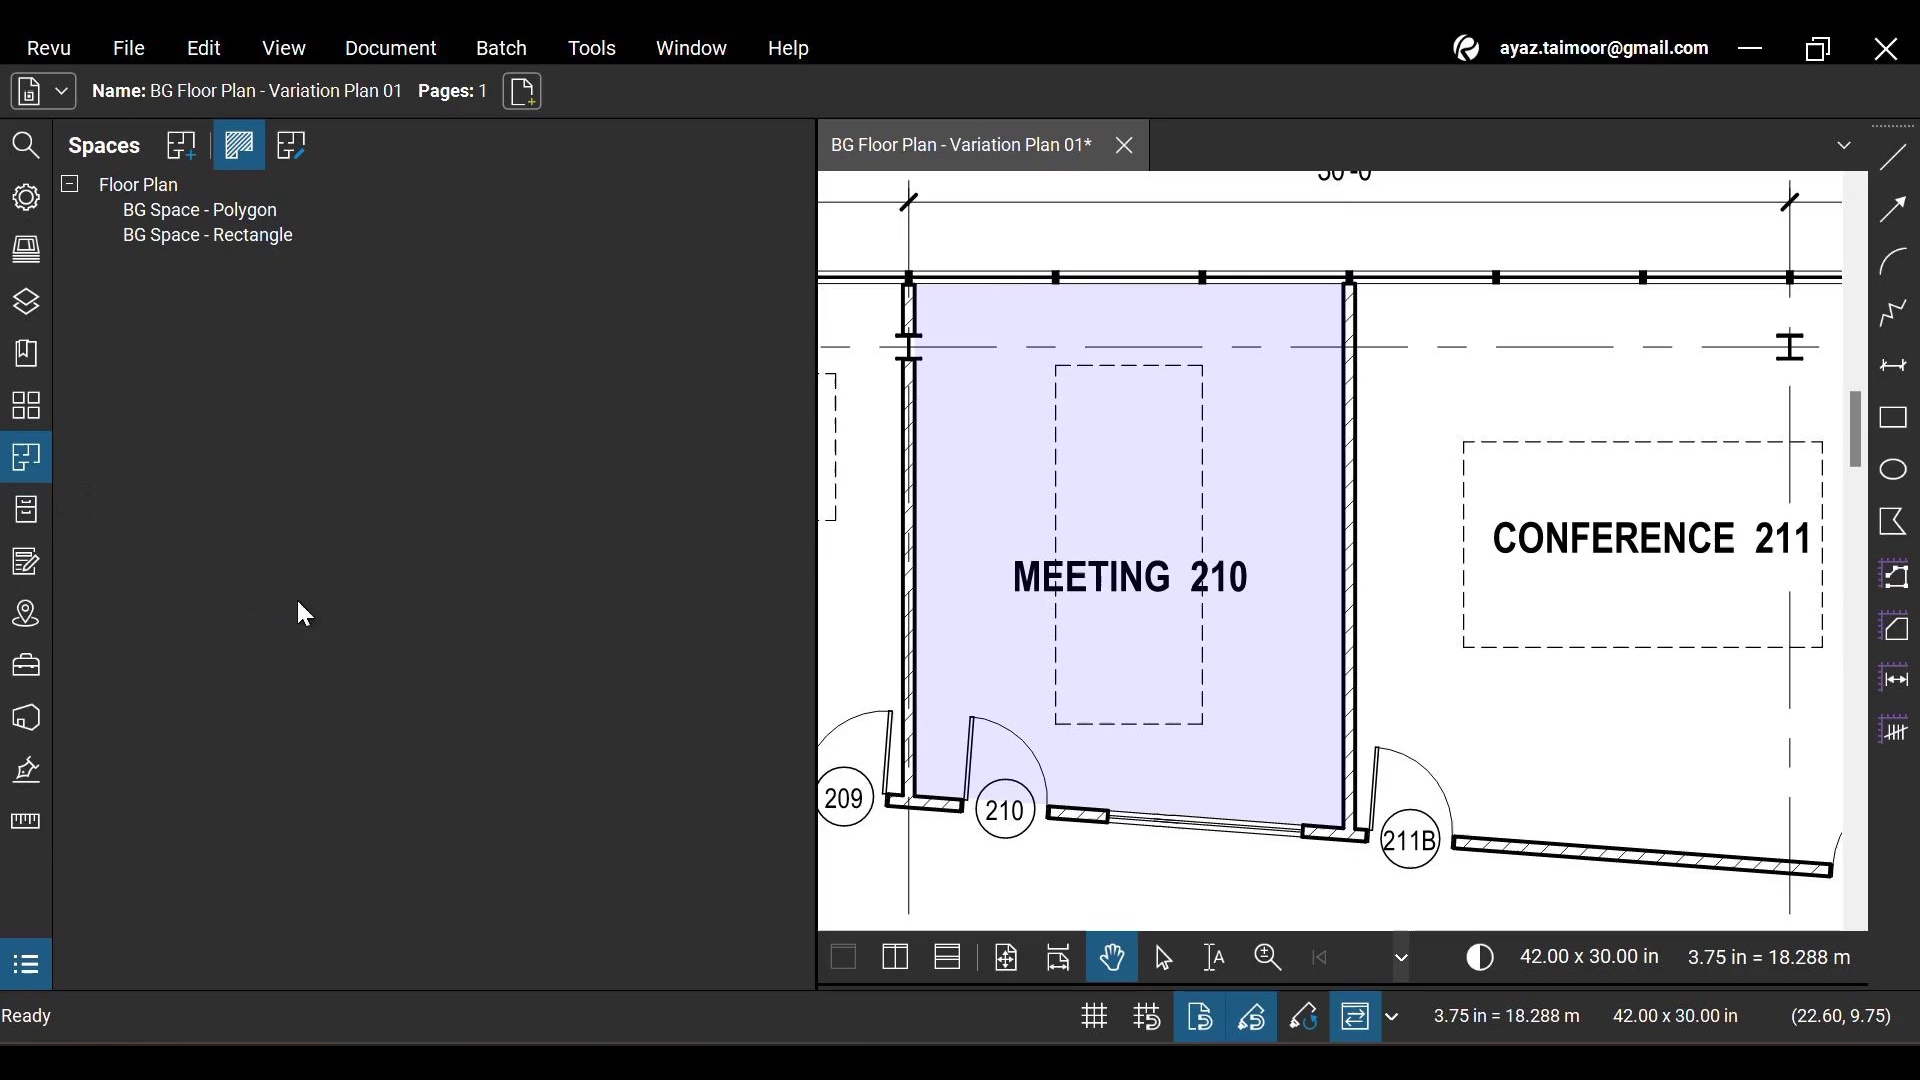 Revu File Edit View Document Batch Tools Window Help ayaz.taimoor@gmail.com
Name: BG Floor Plan - Variation Plan 01 Pages: 1
Spaces
Floor Plan
BG Space - Polygon
BG Space - Rectangle
BG Floor Plan - Variation Plan 01*
CONFERENCE 211
MEETING 210
209
210
211B
42.00 x 30.00 in 3.75 in = 18.288 m
Ready
3.75 in = 18.288 m 42.00 x 30.00 in (22.60, 9.75)